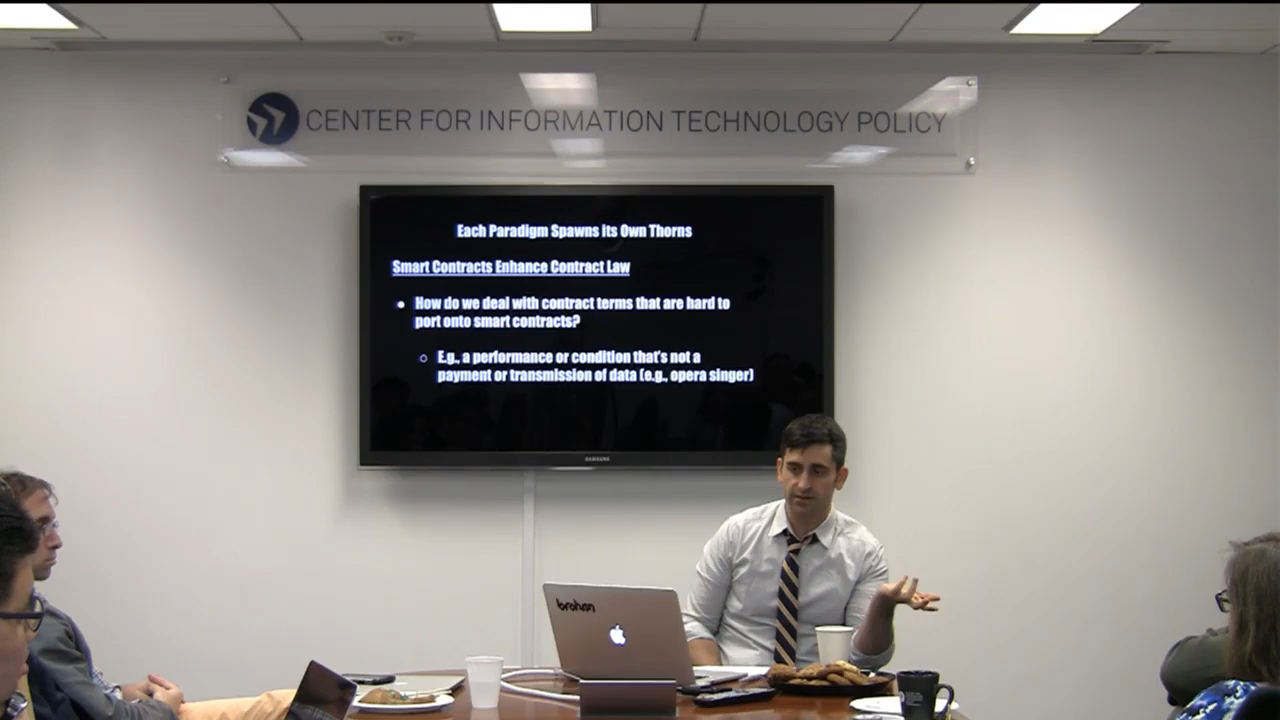 CENTER FOR INFORMATION TECHNOLOGY POLICY
Each Paradigm Spawns its Own Thorns
Smart Contracts Enhance Contract Law
• How do we deal with contract terms that are hard to
port onto smart contracts?
○ E.g., a performance or condition that's not a
payment or transmission of data (e.g., opera singer)
SAMSUNG
brohan